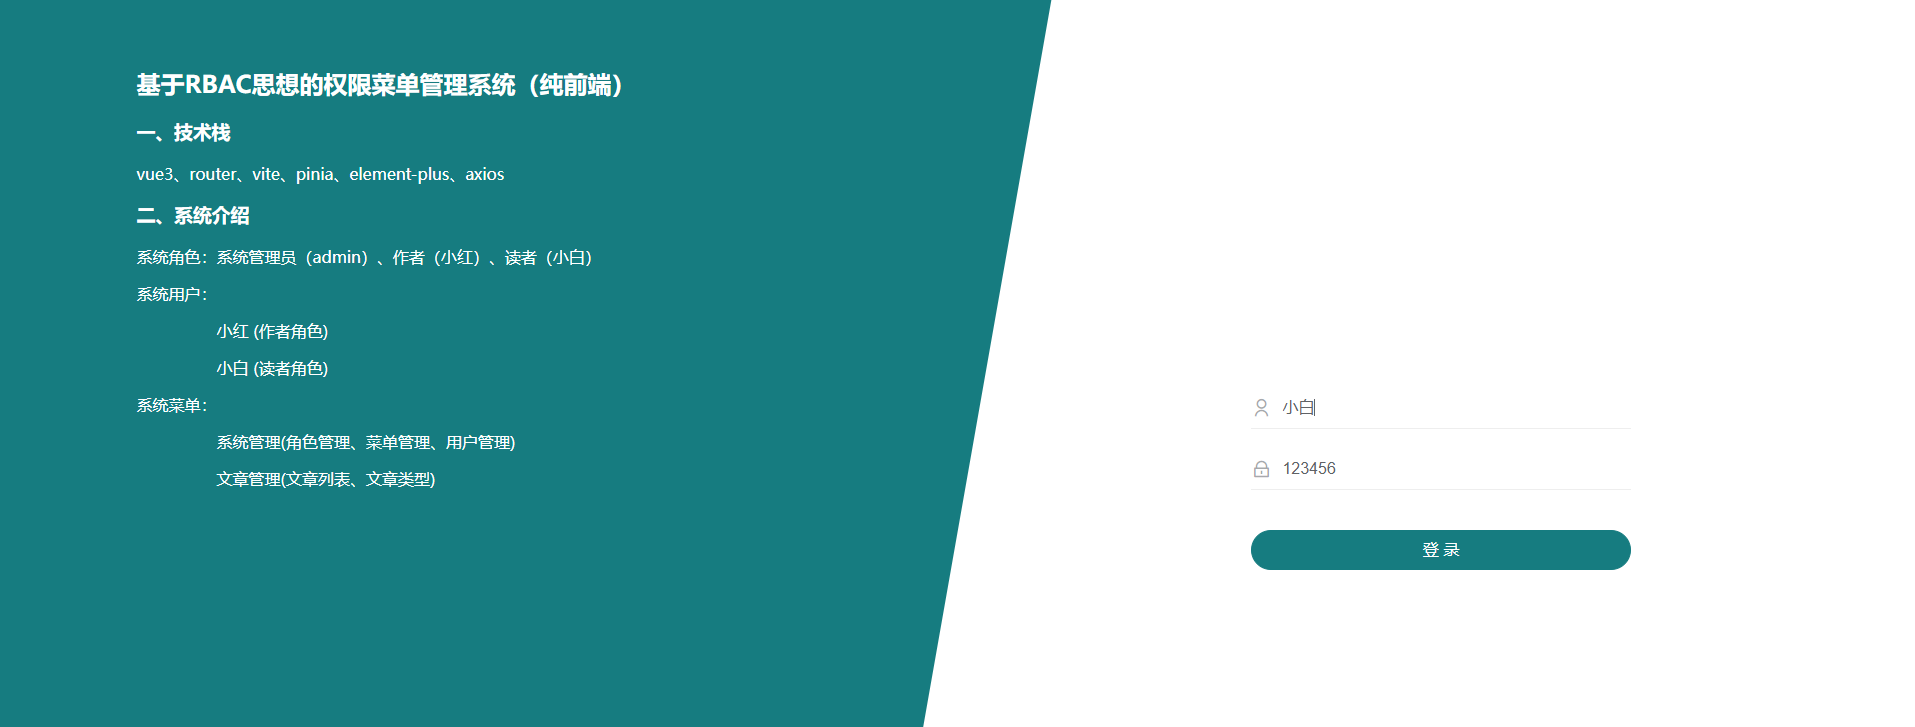 基于RBAC思想的权限菜单管理系统（纯前端）
一、技术栈
vue3、router、vite、pinia、element-plus、axios
二、系统介绍
系统角色：系统管理员（admin）、作者（小红）、读者（小白）
系统用户：
小红 (作者角色)
小白 (读者角色)
系统菜单：
系统管理(角色管理、菜单管理、用户管理)
文章管理(文章列表、文章类型)
小白
123456
登 录